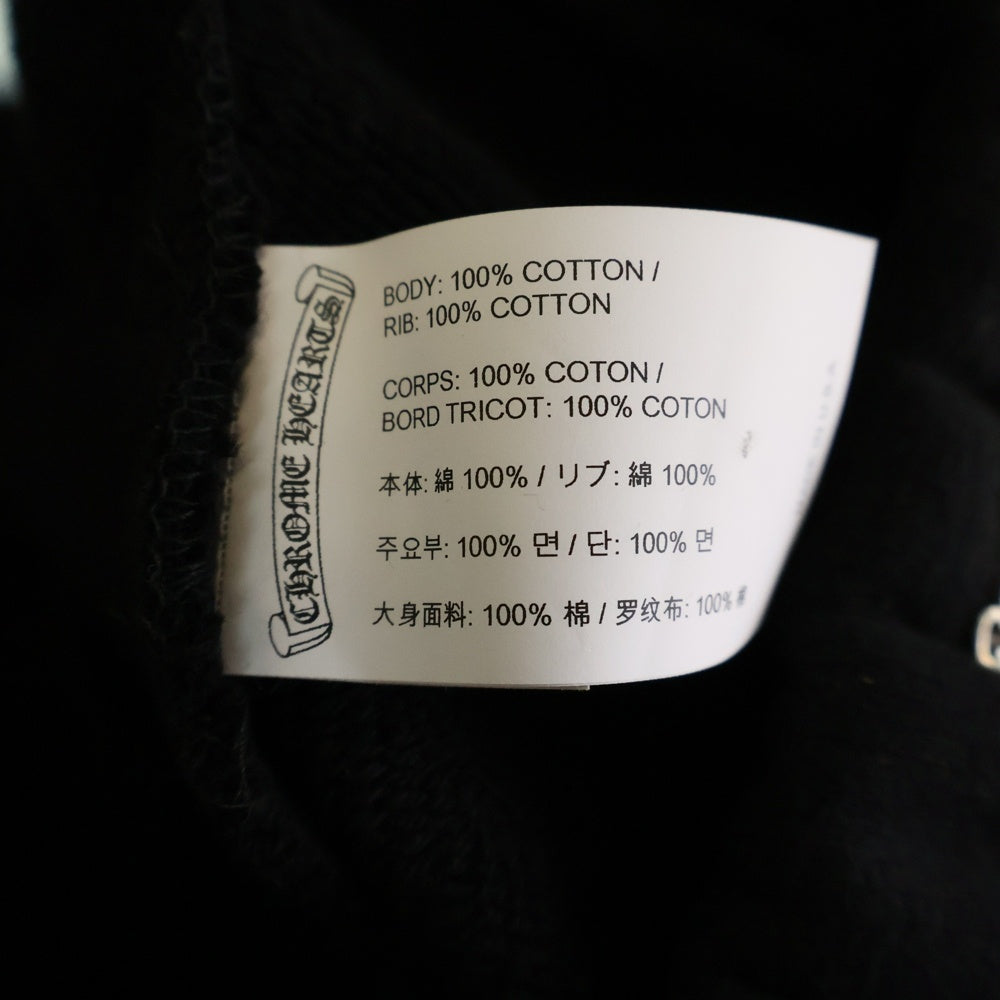 CHROME HEARTS
BODY: 100% COTTON /
RIB: 100% COTTON
CORPS: 100% COTON /
BORD TRICOT: 100% COTON
本体: 綿 100% / リブ: 綿 100%
주요부: 100% 면 / 단: 100% 면
大身面料: 100% 棉 / 罗纹布: 100% 棉